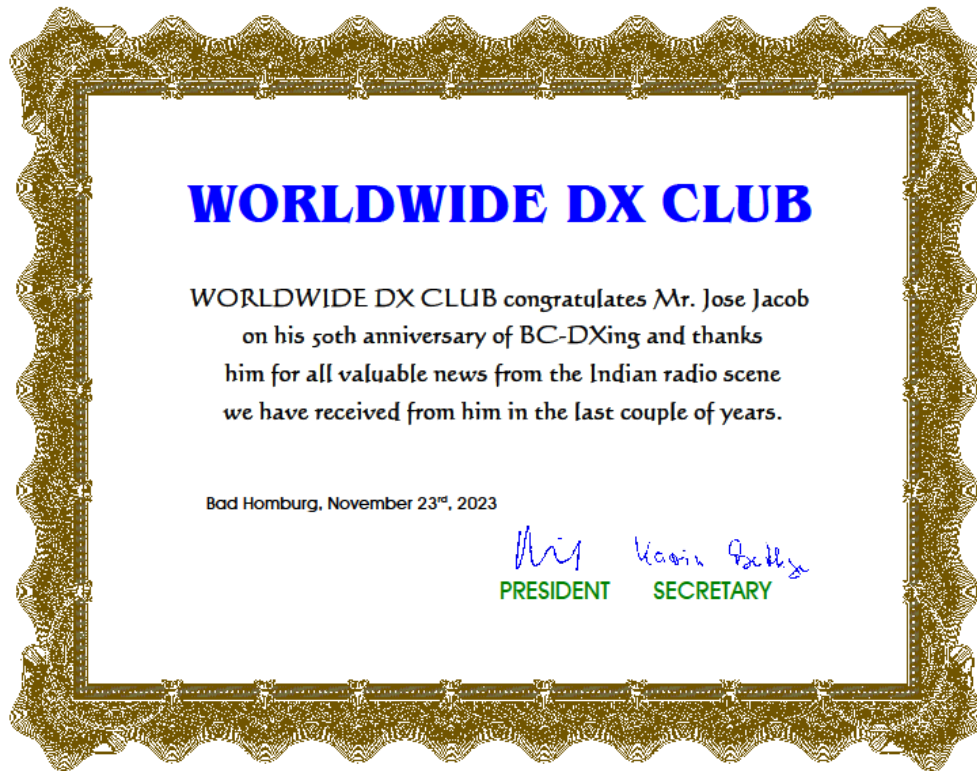 WORLDWIDE DX CLUB
WORLDWIDE DX CLUB congratulates Mr. Jose Jacob
on his 50th anniversary of BC-DXing and thanks
him for all valuable news from the Indian radio scene
we have received from him in the last couple of years.
Bad Homburg, November 23rd, 2023
Karin
PRESIDENT SECRETARY